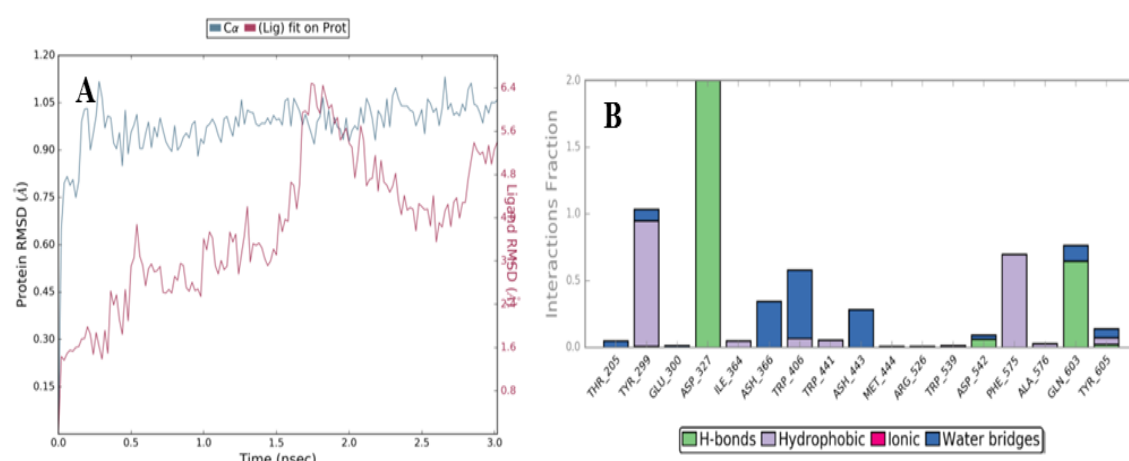 Cα (Lig) fit on Prot
A
Protein RMSD (Å)
1.20
1.05
0.90
0.75
0.60
0.45
0.30
0.15
0.0 0.5 1.0 1.5 2.0 2.5 3.0
Time (nsec)
6.4
5.6
4.8
1.6
0.8
Ligand RMSD (Å)
B
Interactions Fraction
2.0
1.5
1.0
0.5
0.0
THR_205
TYR_299
GLU_300
ASP_327
ILE_364
ASH_366
TRP_406
TRP_441
ASH_443
MET_444
ARG_526
TRP_539
ASP_542
PHE_575
ALA_576
GLN_603
TYR_605
H-bonds Hydrophobic Ionic Water bridges